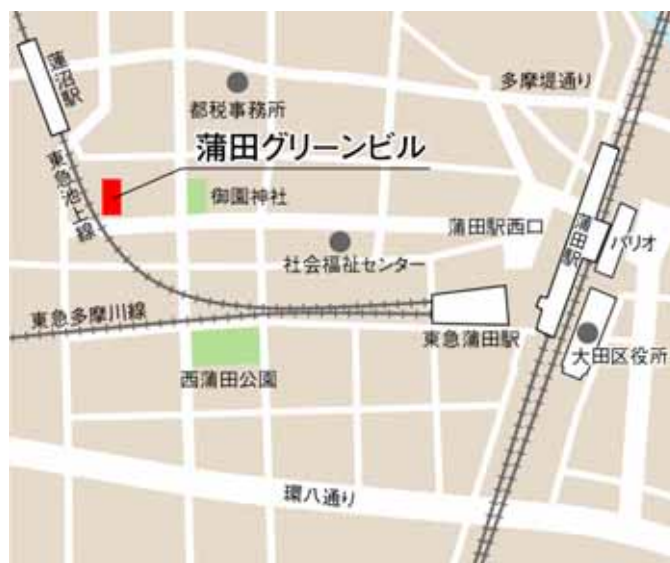 蓮沼駅
多摩堤通り
都税事務所
蒲田グリーンビル
東急池上線
御園神社
蒲田駅西口
蒲田駅
パリオ
社会福祉センター
東急多摩川線
東急蒲田駅
大田区役所
西蒲田公園
環八通り